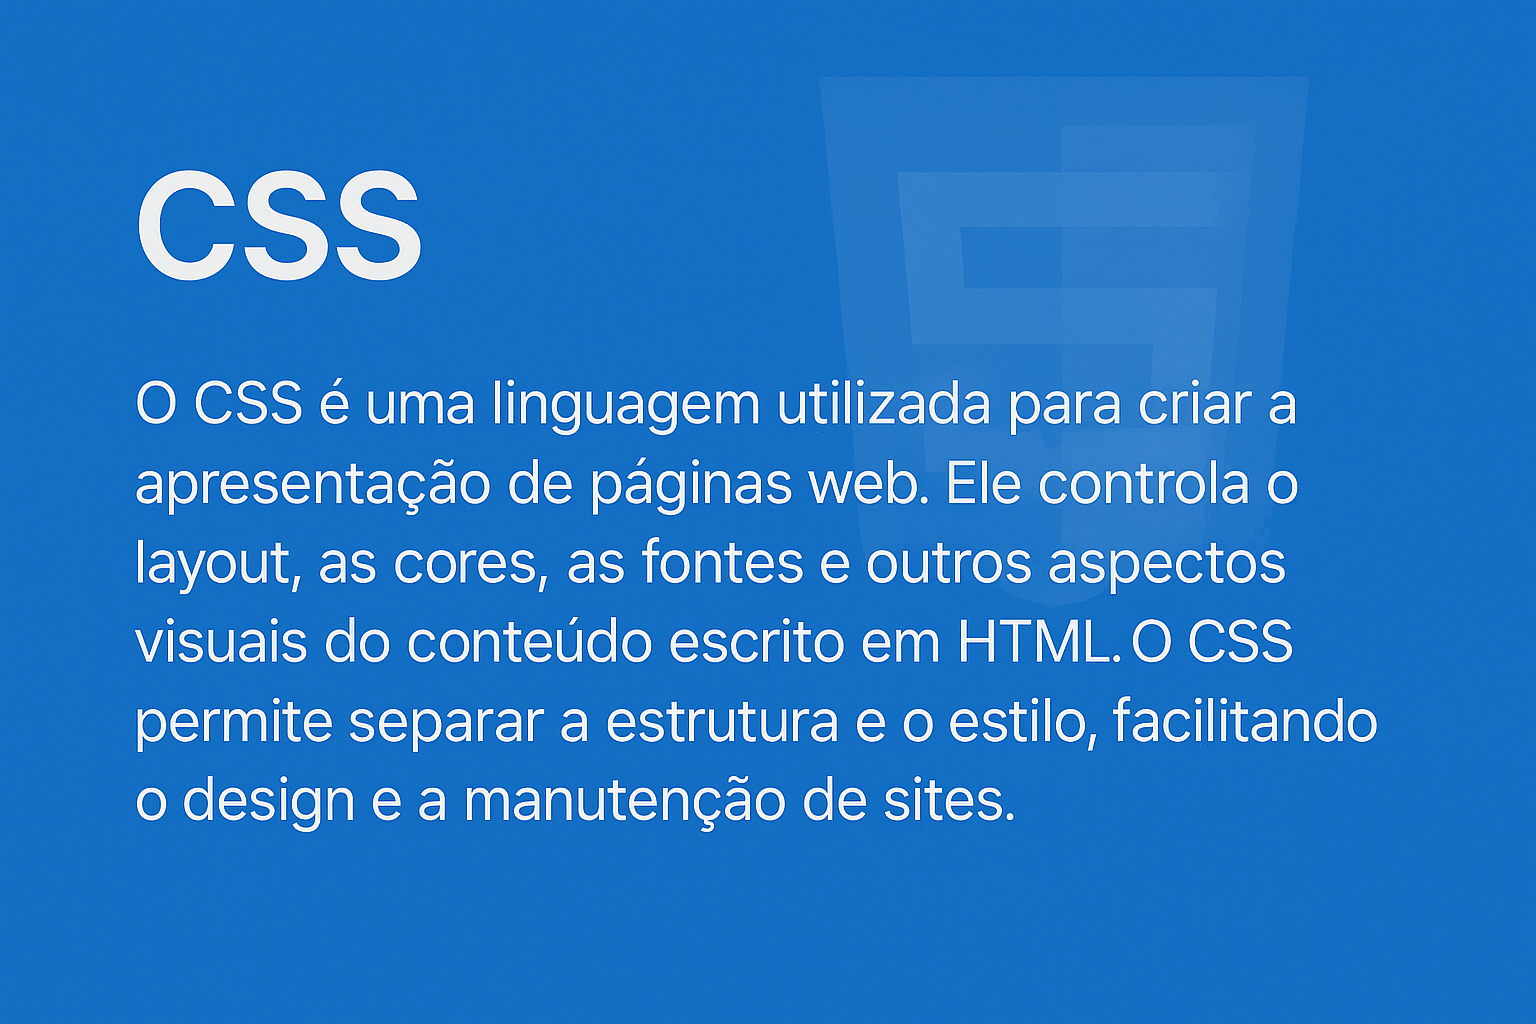 CSS
O CSS é uma linguagem utilizada para criar a
apresentação de páginas web. Ele controla o
layout, as cores, as fontes e outros aspectos
visuais do conteúdo escrito em HTML. O CSS
permite separar a estrutura e o estilo, facilitando
o design e a manutenção de sites.